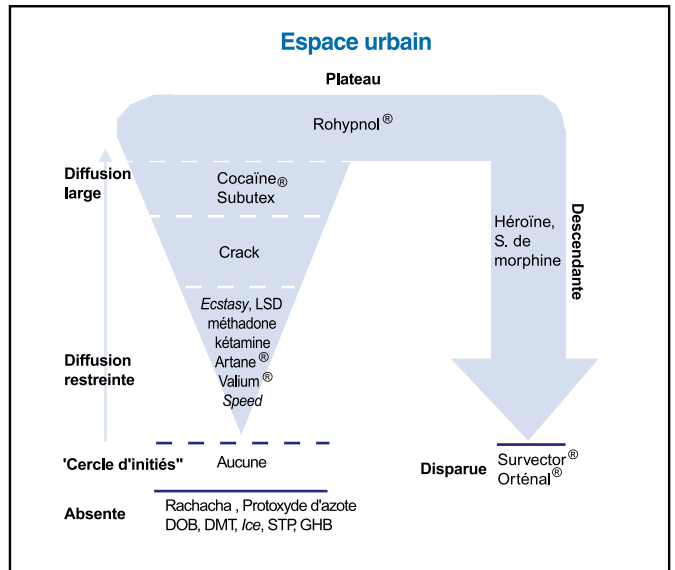 Espace urbain
Plateau
Rohypnol ®
Diffusion
large
Cocaïne ®
Subutex
Crack
Ecstasy, LSD
méthadone
kétamine
Artane ®
Valium ®
Speed
Diffusion
restreinte
'Cercle d'initiés"
Aucune
Absente
Rachacha , Protoxyde d'azote
DOB, DMT, Ice, STP, GHB
Héroïne,
S. de
morphine
Descendante
Disparue
Survector ®
Orténal ®